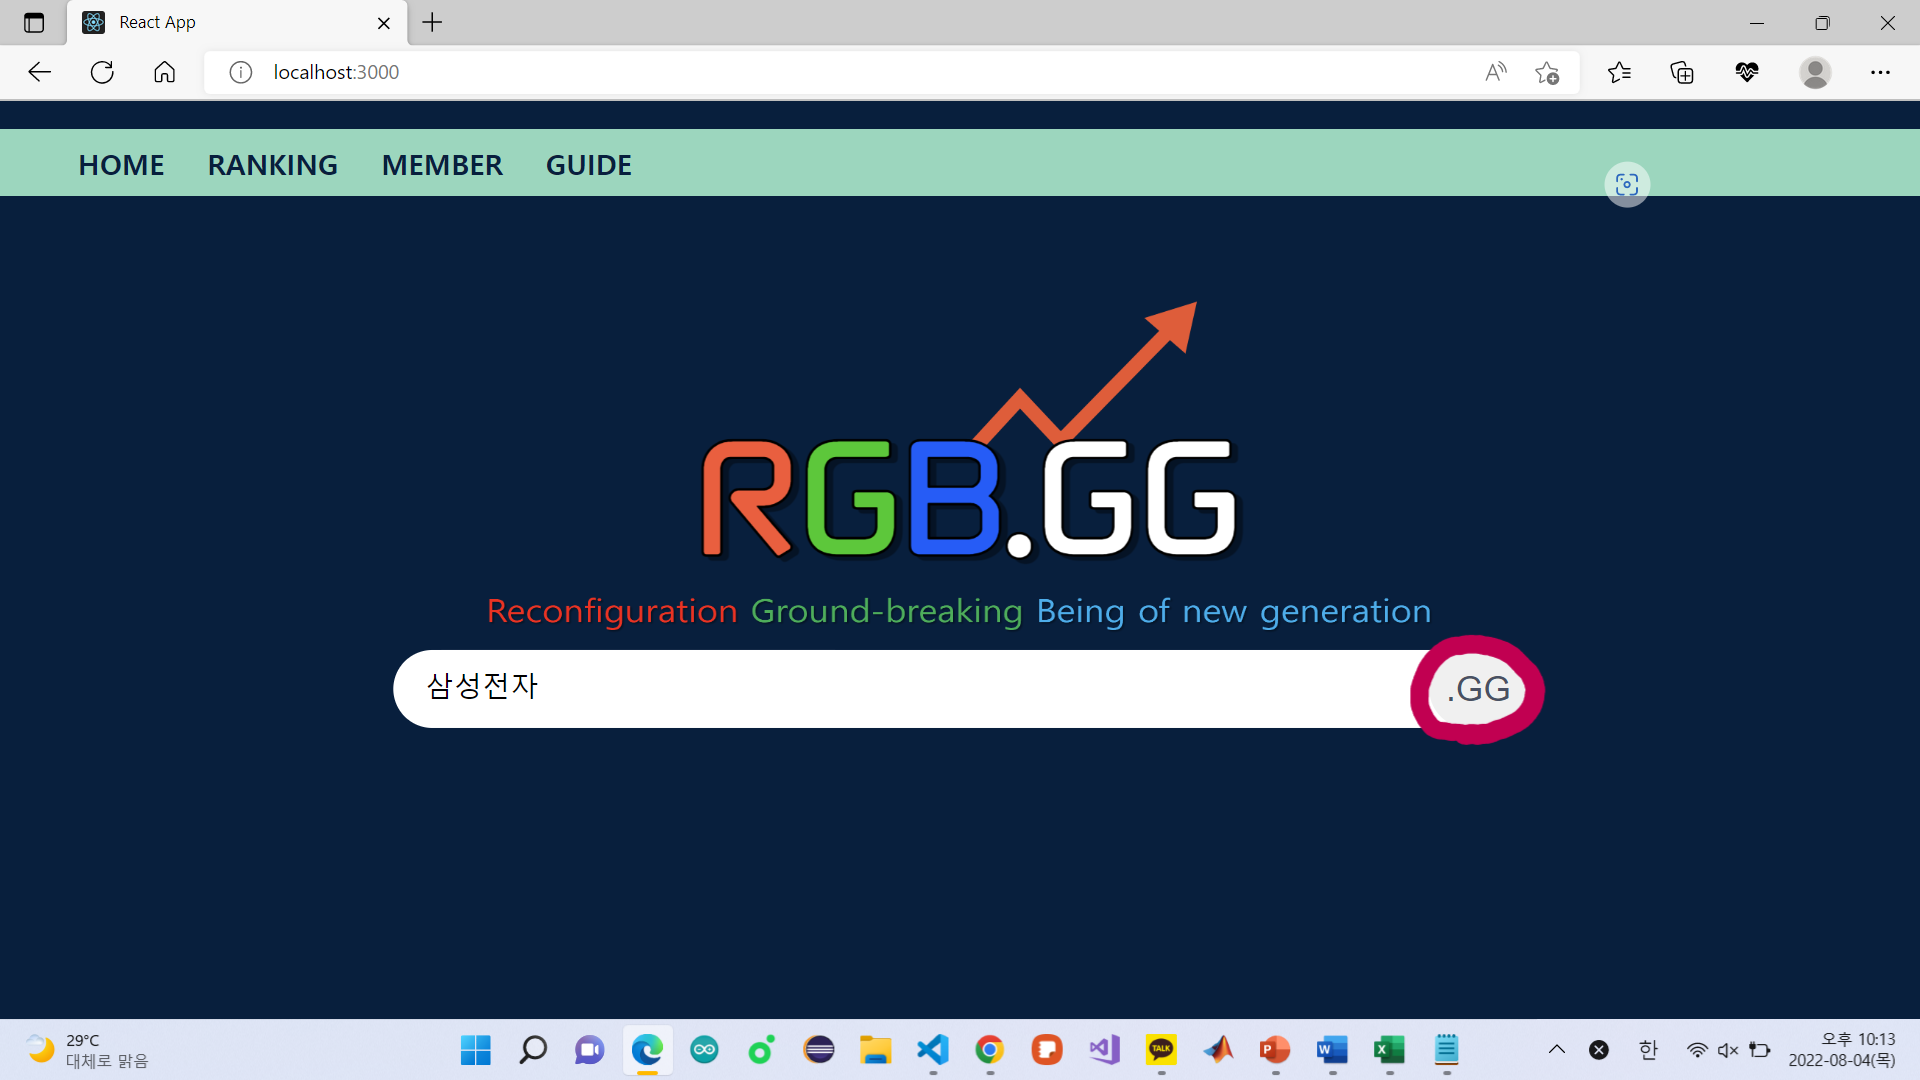 React App
localhost:3000
HOME RANKING MEMBER GUIDE
RGB.GG
Reconfiguration Ground-breaking Being of new generation
삼성전자 .GG
29°C
대체로 맑음
TALK
P
W
X
한
오후 10:13
2022-08-04(목)